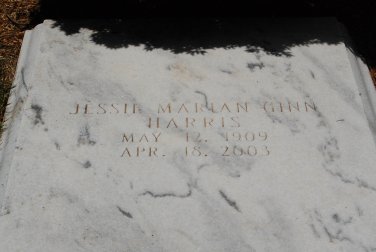 JESSIE MARIAN GINN
HARRIS
MAY 12, 1909
APR. 18, 2003